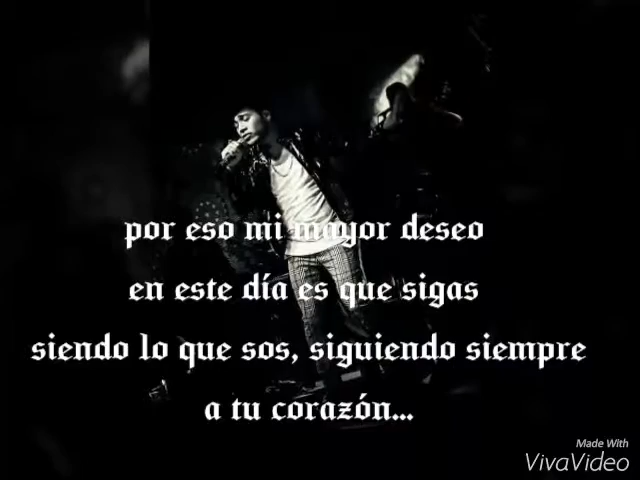 por eso mi mayor deseo
en este día es que sigas
siendo lo que sos, siguiendo siempre
a tu corazón...
Made With
VivaVideo